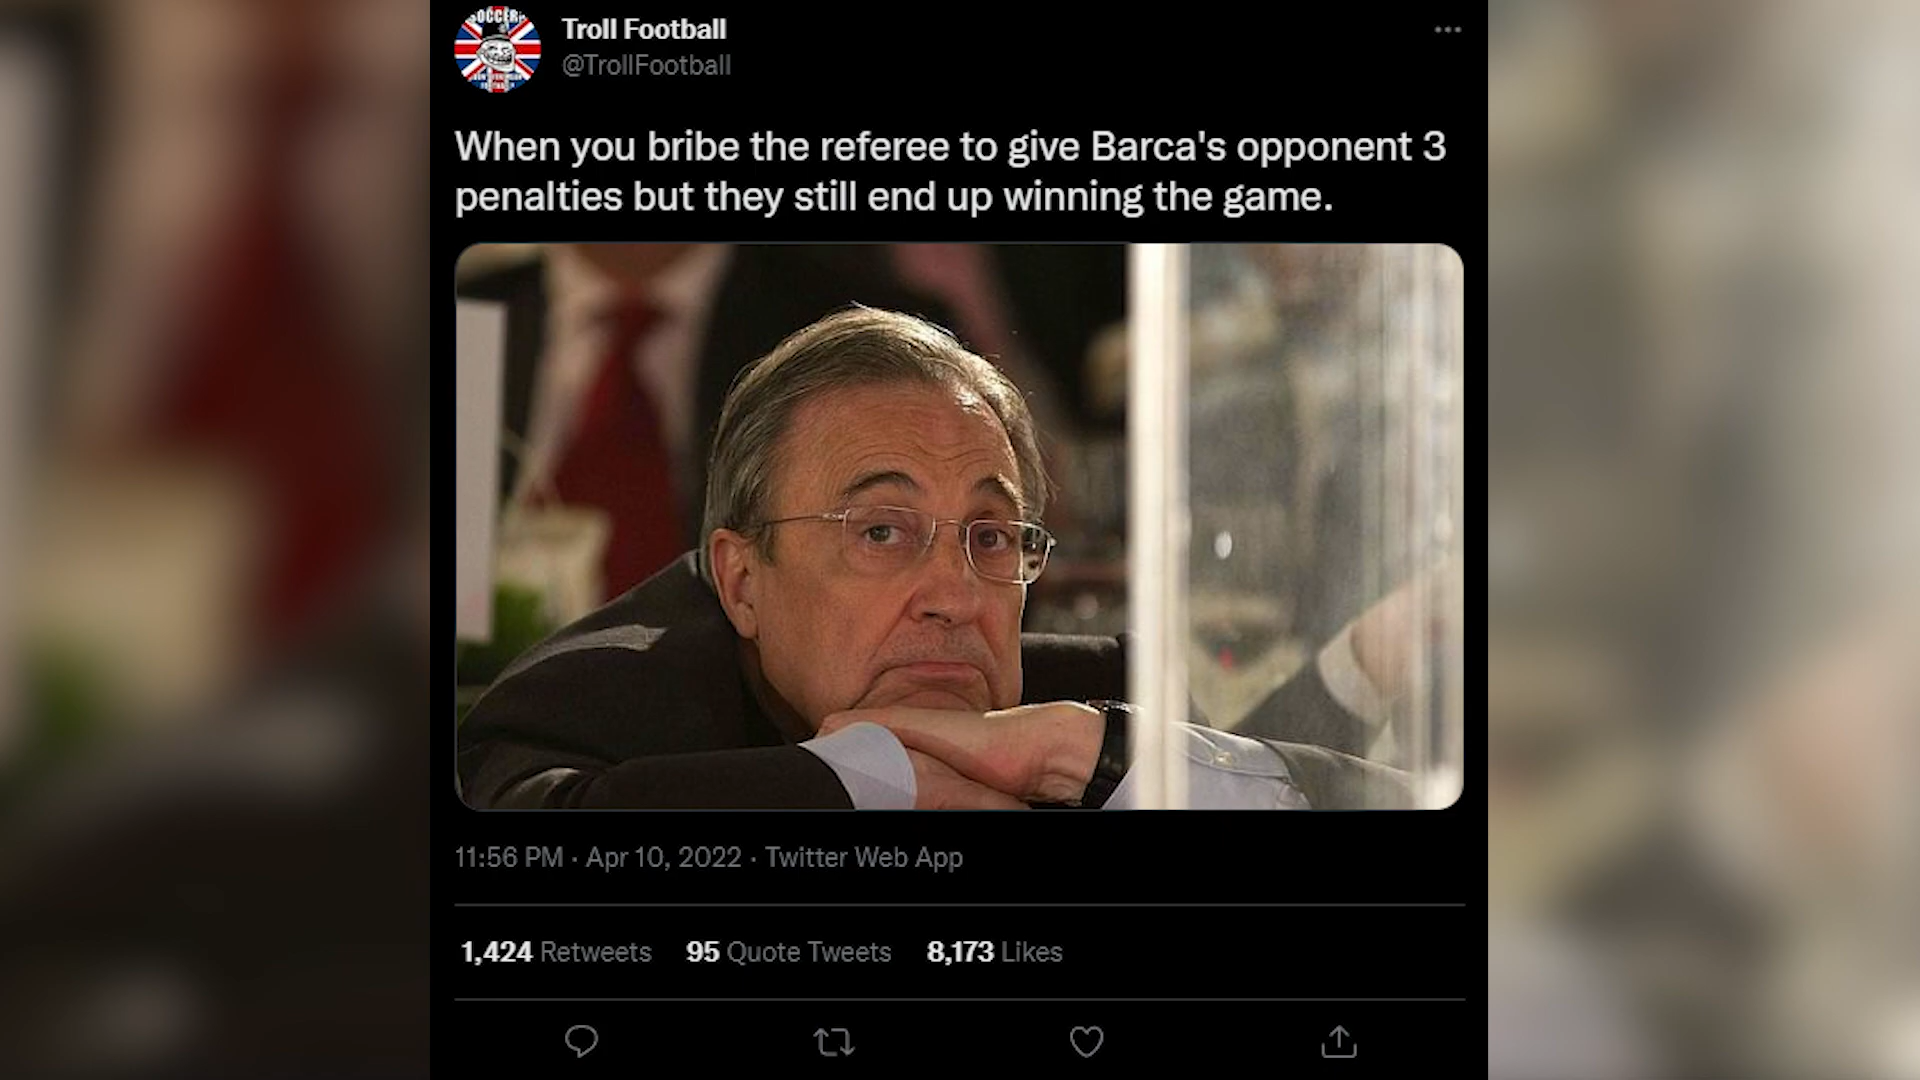 OCCER
Troll Football
@TrollFootball
When you bribe the referee to give Barca's opponent 3
penalties but they still end up winning the game.
11:56 PM · Apr 10, 2022 · Twitter Web App
1,424 Retweets 95 Quote Tweets 8,173 Likes